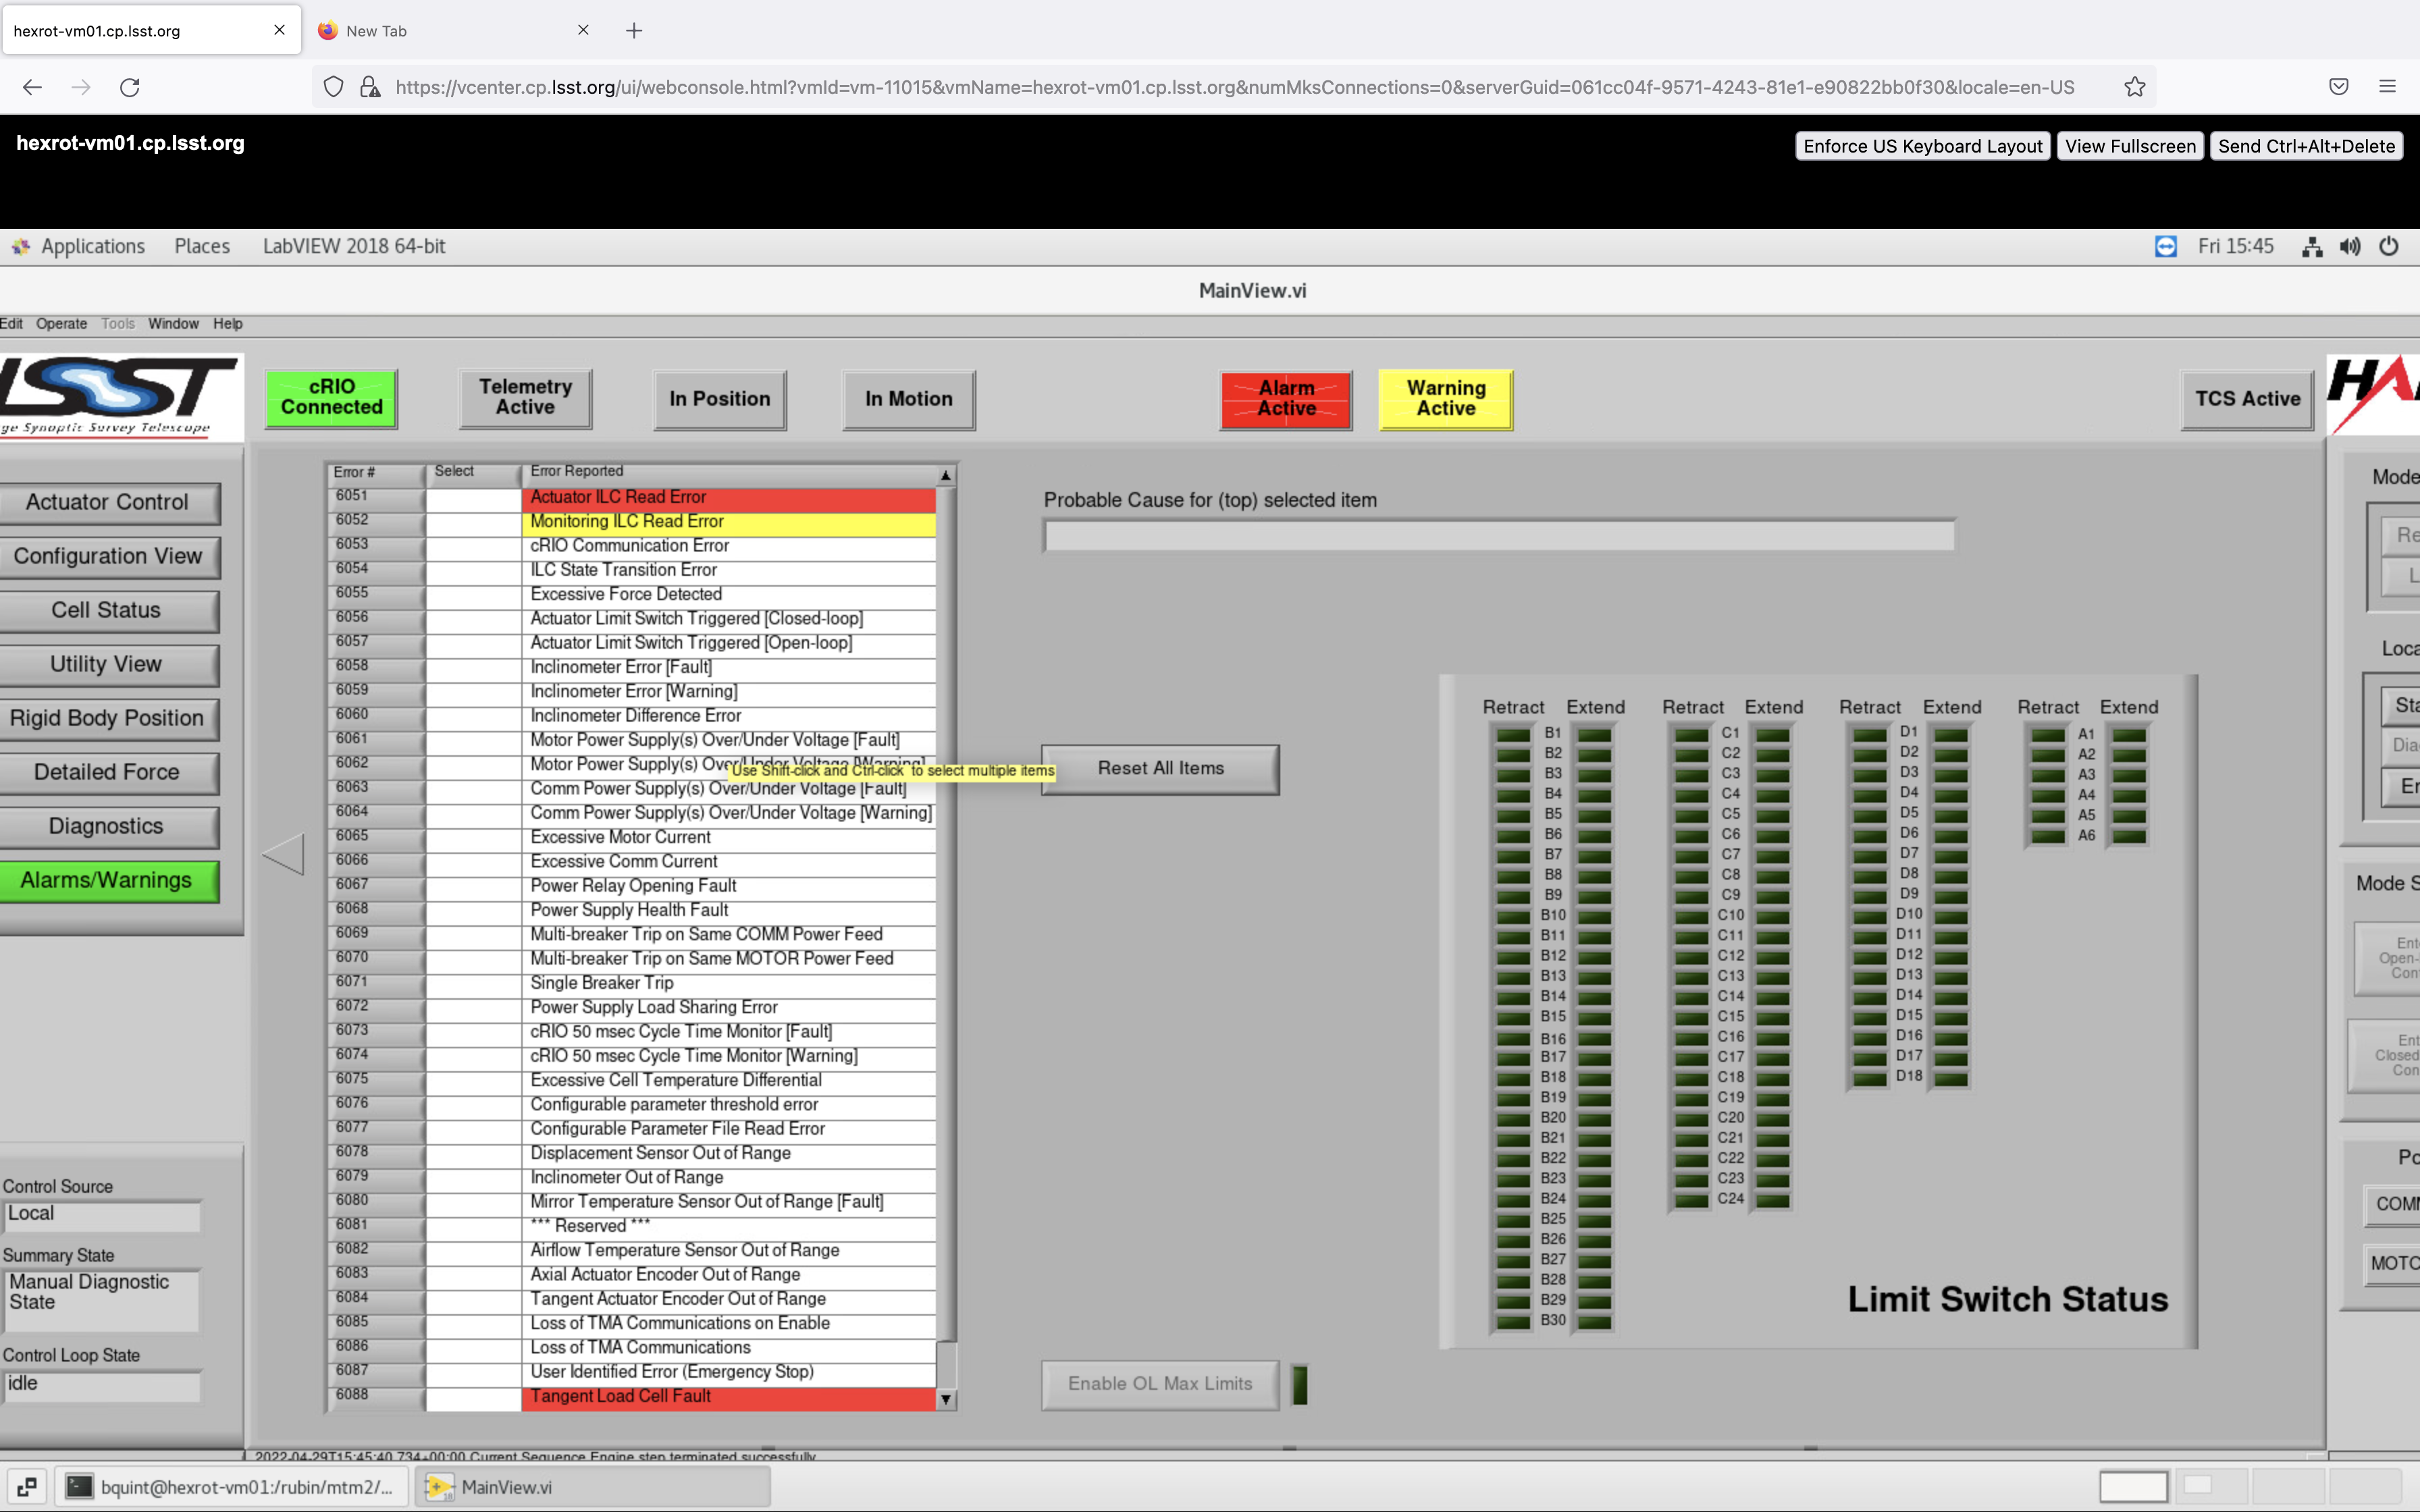 hexrot-vm01.cp.lsst.org
New Tab
https://vcenter.cp.lsst.org/ui/webconsole.html?vmId=vm-11015&vmName=hexrot-vm01.cp.lsst.org&numMksConnections=0&serverGuid=061cc04f-9571-4243-81e1-e90822bb0f30&locale=en-US
hexrot-vm01.cp.lsst.org
Enforce US Keyboard Layout View Fullscreen Send Ctrl+Alt+Delete
Applications Places LabVIEW 2018 64-bit
Fri 15:45
MainView.vi
Edit Operate Tools Window Help
LSST
ge Synoptic Survey Telescope
cRIO Connected
Telemetry Active
In Position
In Motion
Alarm Active
Warning Active
TCS Active
HA
Actuator Control
Configuration View
Cell Status
Utility View
Rigid Body Position
Detailed Force
Diagnostics
Alarms/Warnings
Control Source
Local
Summary State
Manual Diagnostic
State
Control Loop State
idle
Error # Select Error Reported
6051 Actuator ILC Read Error
6052 Monitoring ILC Read Error
6053 cRIO Communication Error
6054 ILC State Transition Error
6055 Excessive Force Detected
6056 Actuator Limit Switch Triggered [Closed-loop]
6057 Actuator Limit Switch Triggered [Open-loop]
6058 Inclinometer Error [Fault]
6059 Inclinometer Error [Warning]
6060 Inclinometer Difference Error
6061 Motor Power Supply(s) Over/Under Voltage [Fault]
6062 Motor Power Supply(s) Over/Under Voltage [Warning]
Use Shift-click and Ctrl-click to select multiple items
6063 Comm Power Supply(s) Over/Under Voltage [Fault]
6064 Comm Power Supply(s) Over/Under Voltage [Warning]
6065 Excessive Motor Current
6066 Excessive Comm Current
6067 Power Relay Opening Fault
6068 Power Supply Health Fault
6069 Multi-breaker Trip on Same COMM Power Feed
6070 Multi-breaker Trip on Same MOTOR Power Feed
6071 Single Breaker Trip
6072 Power Supply Load Sharing Error
6073 cRIO 50 msec Cycle Time Monitor [Fault]
6074 cRIO 50 msec Cycle Time Monitor [Warning]
6075 Excessive Cell Temperature Differential
6076 Configurable parameter threshold error
6077 Configurable Parameter File Read Error
6078 Displacement Sensor Out of Range
6079 Inclinometer Out of Range
6080 Mirror Temperature Sensor Out of Range [Fault]
6081 *** Reserved ***
6082 Airflow Temperature Sensor Out of Range
6083 Axial Actuator Encoder Out of Range
6084 Tangent Actuator Encoder Out of Range
6085 Loss of TMA Communications on Enable
6086 Loss of TMA Communications
6087 User Identified Error (Emergency Stop)
6088 Tangent Load Cell Fault
Probable Cause for (top) selected item
Reset All Items
Enable OL Max Limits
Retract Extend Retract Extend Retract Extend Retract Extend
B1 C1 D1 A1
B2 C2 D2 A2
B3 C3 D3 A3
B4 C4 D4 A4
B5 C5 D5 A5
B6 C6 D6 A6
B7 C7 D7
B8 C8 D8
B9 C9 D9
B10 C10 D10
B11 C11 D11
B12 C12 D12
B13 C13 D13
B14 C14 D14
B15 C15 D15
B16 C16 D16
B17 C17 D17
B18 C18 D18
B19 C19
B20 C20
B21 C21
B22 C22
B23 C23
B24 C24
B25
B26
B27
B28
B29
B30
Limit Switch Status
Mode
Re
L
Loca
Sta
Dia
En
Mode S
Ente
Open-
Cont
Ent
Closed
Con
Po
COMM
MOTO
2022-04-29T15:45:40.734+00:00 Current Sequence Engine step terminated successfully
bquint@hexrot-vm01:/rubin/mtm2/...
MainView.vi